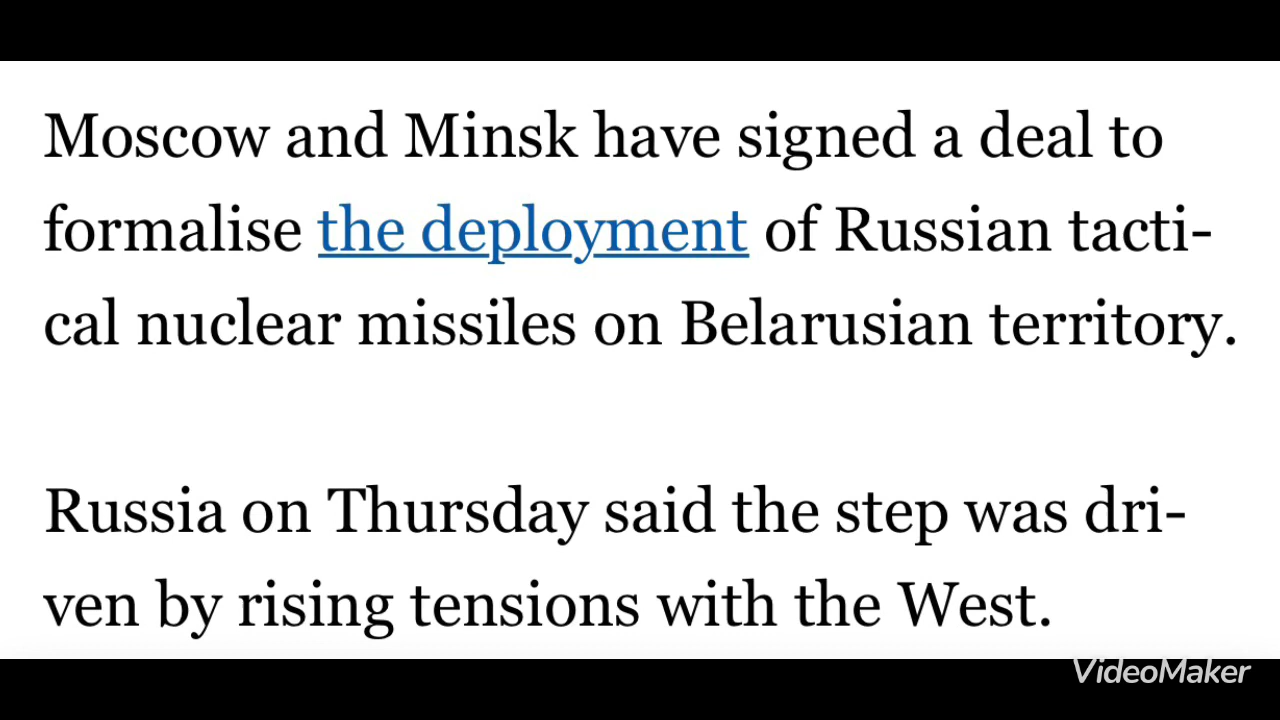 Moscow and Minsk have signed a deal to
formalise the deployment of Russian tacti-
cal nuclear missiles on Belarusian territory.
Russia on Thursday said the step was dri-
ven by rising tensions with the West.
VideoMaker